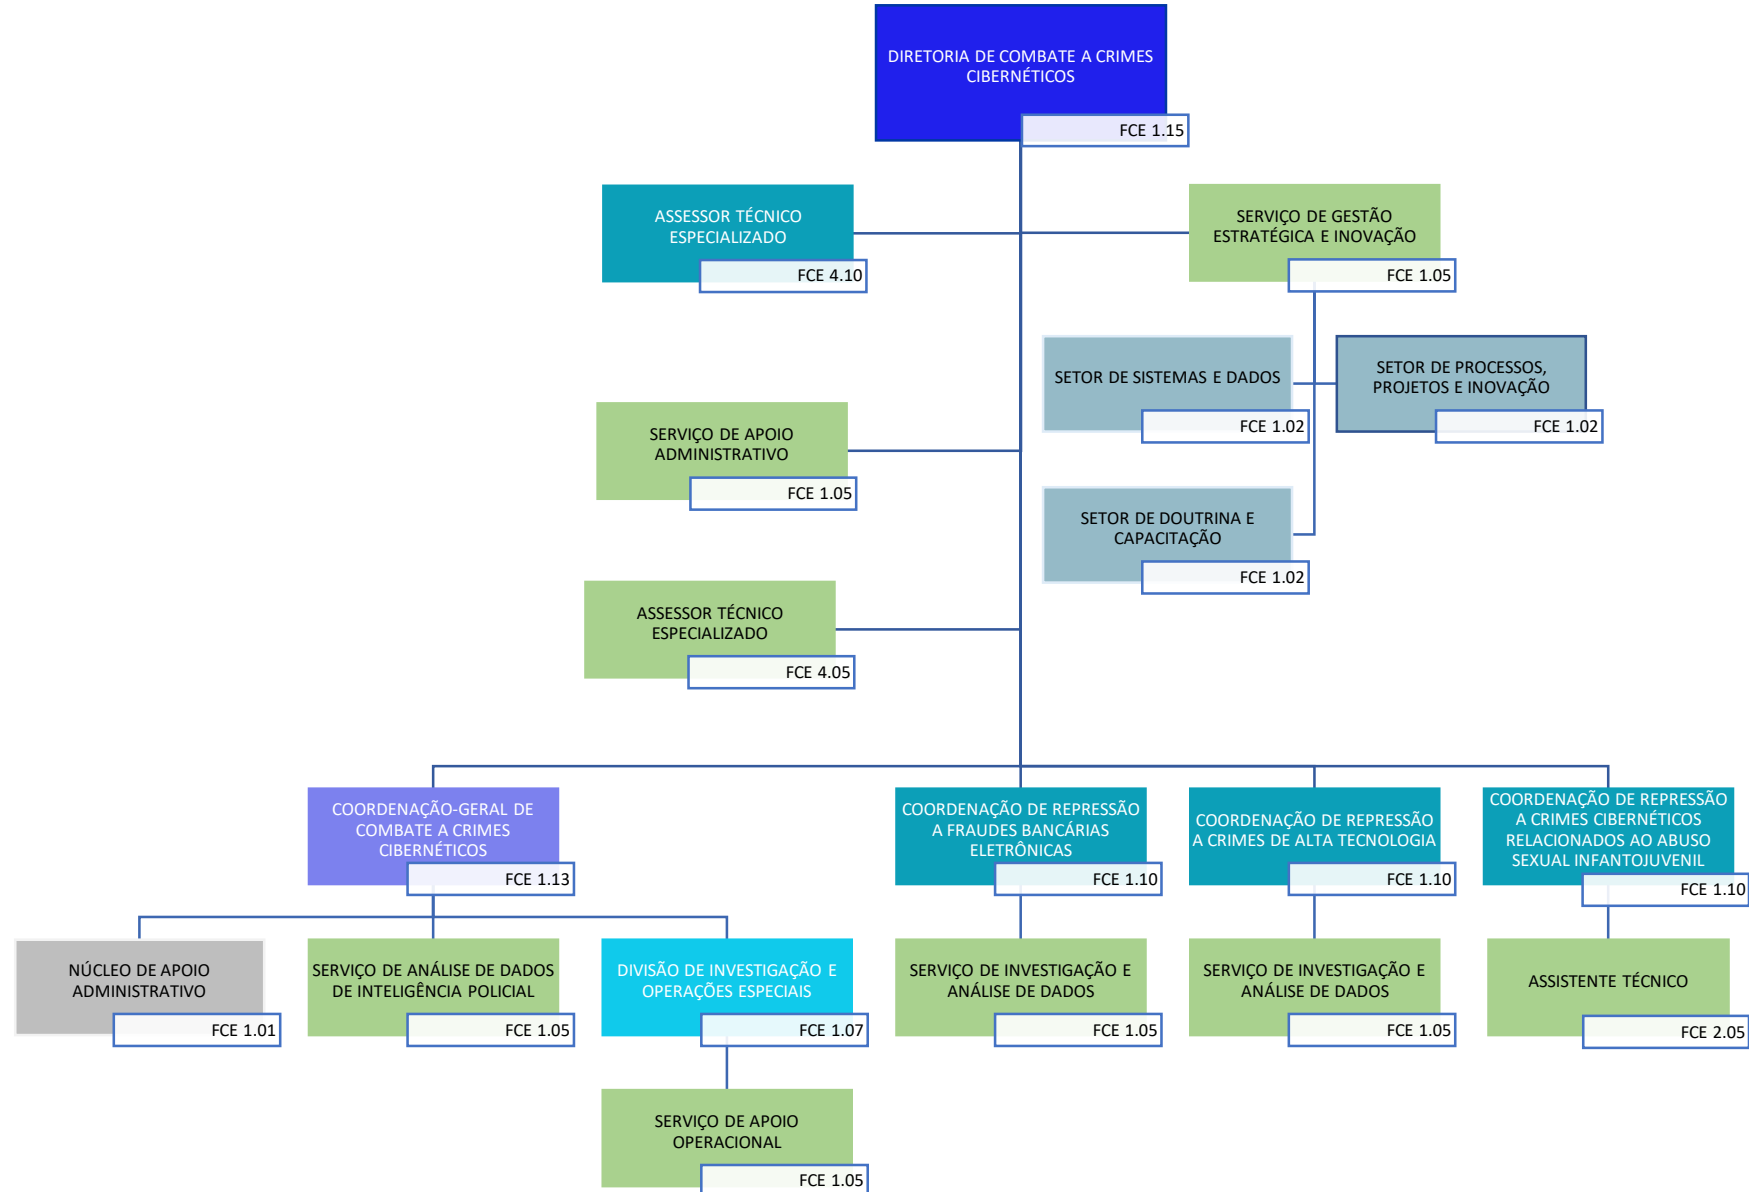 DIRETORIA DE COMBATE A CRIMES
CIBERNÉTICOS
FCE 1.15
ASSESSOR TÉCNICO
ESPECIALIZADO
FCE 4.10
SERVIÇO DE GESTÃO
ESTRATÉGICA E INOVAÇÃO
FCE 1.05
SETOR DE SISTEMAS E DADOS
FCE 1.02
SETOR DE PROCESSOS,
PROJETOS E INOVAÇÃO
FCE 1.02
SERVIÇO DE APOIO
ADMINISTRATIVO
FCE 1.05
SETOR DE DOUTRINA E
CAPACITAÇÃO
FCE 1.02
ASSESSOR TÉCNICO
ESPECIALIZADO
FCE 4.05
COORDENAÇÃO-GERAL DE
COMBATE A CRIMES
CIBERNÉTICOS
FCE 1.13
COORDENAÇÃO DE REPRESSÃO
A FRAUDES BANCÁRIAS
ELETRÔNICAS
FCE 1.10
COORDENAÇÃO DE REPRESSÃO
A CRIMES DE ALTA TECNOLOGIA
FCE 1.10
COORDENAÇÃO DE REPRESSÃO
A CRIMES CIBERNÉTICOS
RELACIONADOS AO ABUSO
SEXUAL INFANTOJUVENIL
FCE 1.10
NÚCLEO DE APOIO
ADMINISTRATIVO
FCE 1.01
SERVIÇO DE ANÁLISE DE DADOS
DE INTELIGÊNCIA POLICIAL
FCE 1.05
DIVISÃO DE INVESTIGAÇÃO E
OPERAÇÕES ESPECIAIS
FCE 1.07
SERVIÇO DE INVESTIGAÇÃO E
ANÁLISE DE DADOS
FCE 1.05
SERVIÇO DE INVESTIGAÇÃO E
ANÁLISE DE DADOS
FCE 1.05
ASSISTENTE TÉCNICO
FCE 2.05
SERVIÇO DE APOIO
OPERACIONAL
FCE 1.05